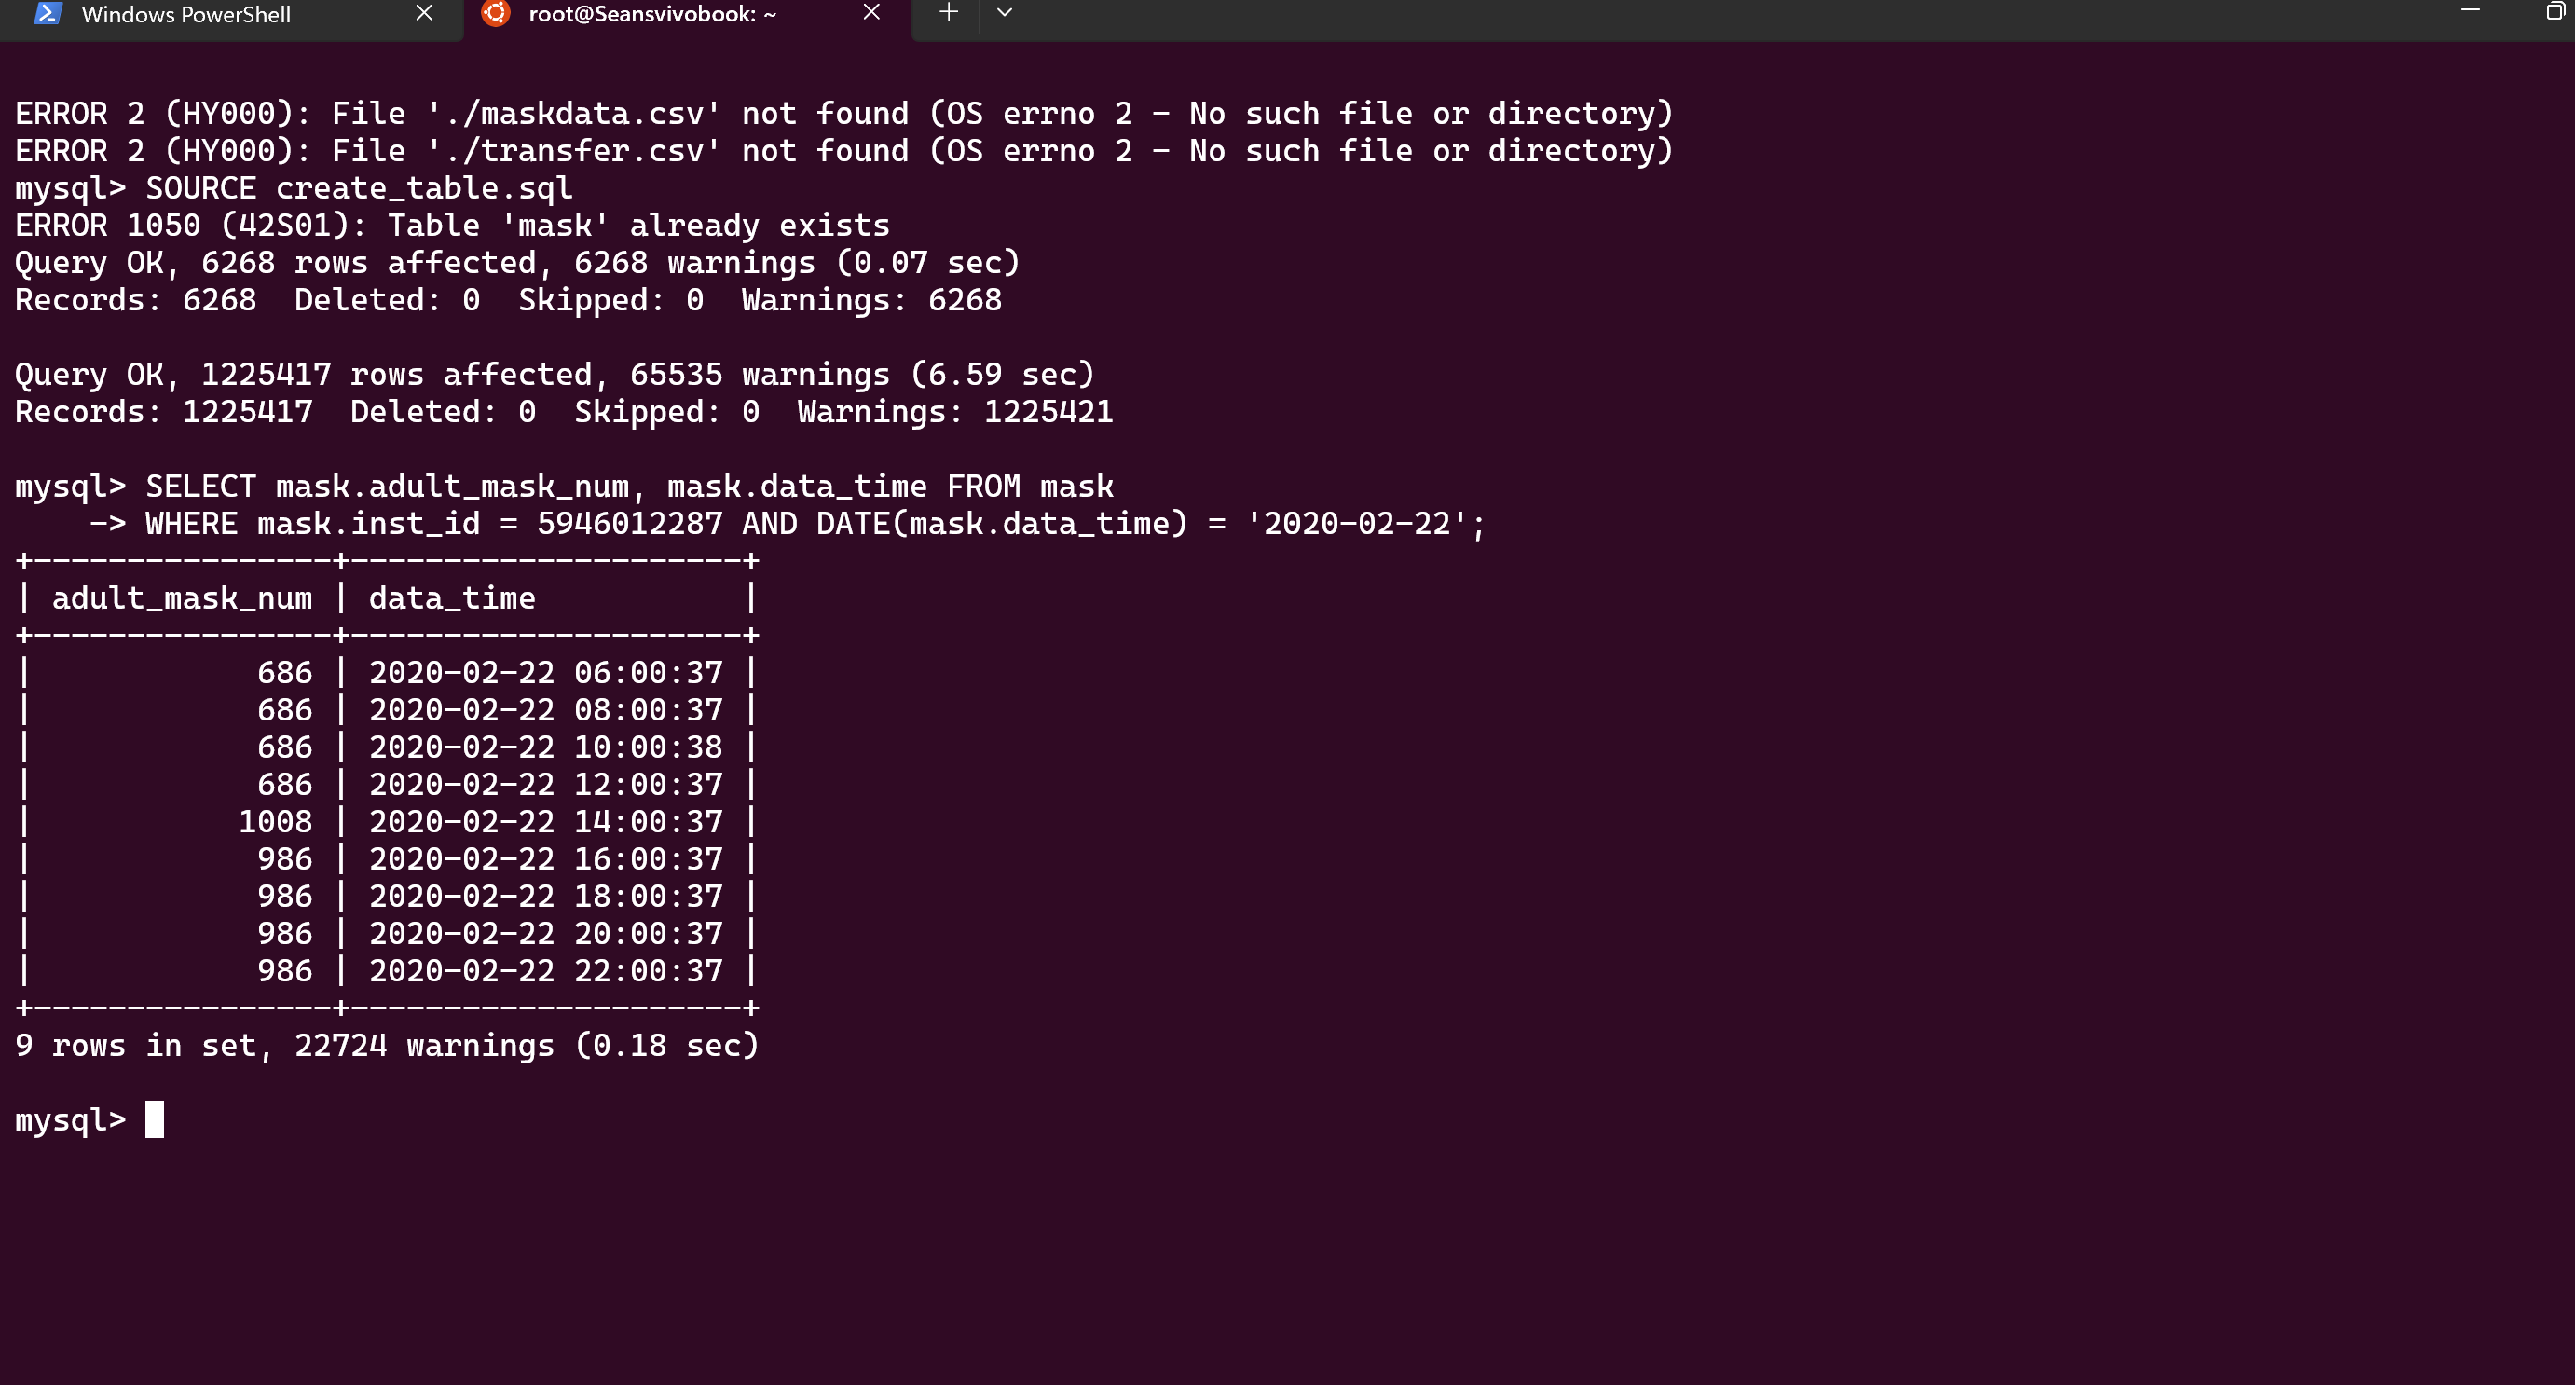 Windows PowerShell
root@Seansvivobook: ~
ERROR 2 (HY000): File './maskdata.csv' not found (OS errno 2 - No such file or directory)
ERROR 2 (HY000): File './transfer.csv' not found (OS errno 2 - No such file or directory)
mysql> SOURCE create_table.sql
ERROR 1050 (42S01): Table 'mask' already exists
Query OK, 6268 rows affected, 6268 warnings (0.07 sec)
Records: 6268  Deleted: 0  Skipped: 0  Warnings: 6268
Query OK, 1225417 rows affected, 65535 warnings (6.59 sec)
Records: 1225417  Deleted: 0  Skipped: 0  Warnings: 1225421
mysql> SELECT mask.adult_mask_num, mask.data_time FROM mask
    -> WHERE mask.inst_id = 5946012287 AND DATE(mask.data_time) = '2020-02-22';
+----------------+---------------------+
| adult_mask_num | data_time           |
+----------------+---------------------+
|            686 | 2020-02-22 06:00:37 |
|            686 | 2020-02-22 08:00:37 |
|            686 | 2020-02-22 10:00:38 |
|            686 | 2020-02-22 12:00:37 |
|           1008 | 2020-02-22 14:00:37 |
|            986 | 2020-02-22 16:00:37 |
|            986 | 2020-02-22 18:00:37 |
|            986 | 2020-02-22 20:00:37 |
|            986 | 2020-02-22 22:00:37 |
+----------------+---------------------+
9 rows in set, 22724 warnings (0.18 sec)
mysql>